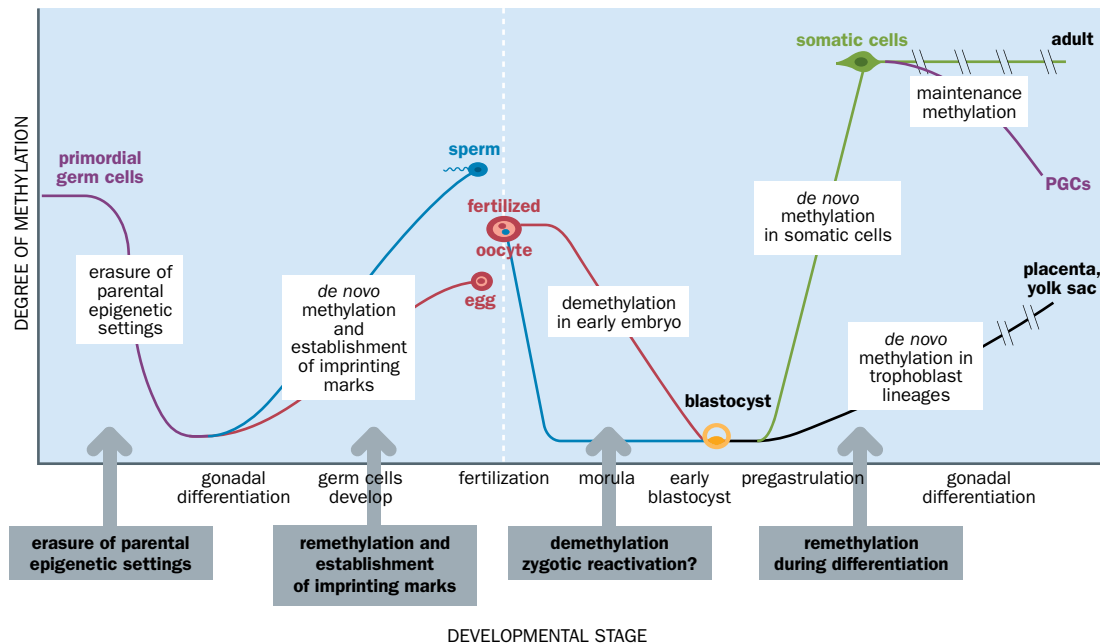 DEGREE OF METHYLATION
primordial
germ cells
erasure of
parental
epigenetic
settings
de novo
methylation
and
establishment
of imprinting
marks
sperm
egg
fertilized
oocyte
demethylation
in early embryo
blastocyst
somatic cells
adult
maintenance
methylation
PGCs
de novo
methylation
in somatic cells
placenta,
yolk sac
de novo
methylation in
trophoblast
lineages
gonadal
differentiation
germ cells
develop
fertilization
morula
early
blastocyst
pregastrulation
gonadal
differentiation
erasure of parental
epigenetic settings
remethylation and
establishment
of imprinting marks
demethylation
zygotic reactivation?
remethylation
during differentiation
DEVELOPMENTAL STAGE